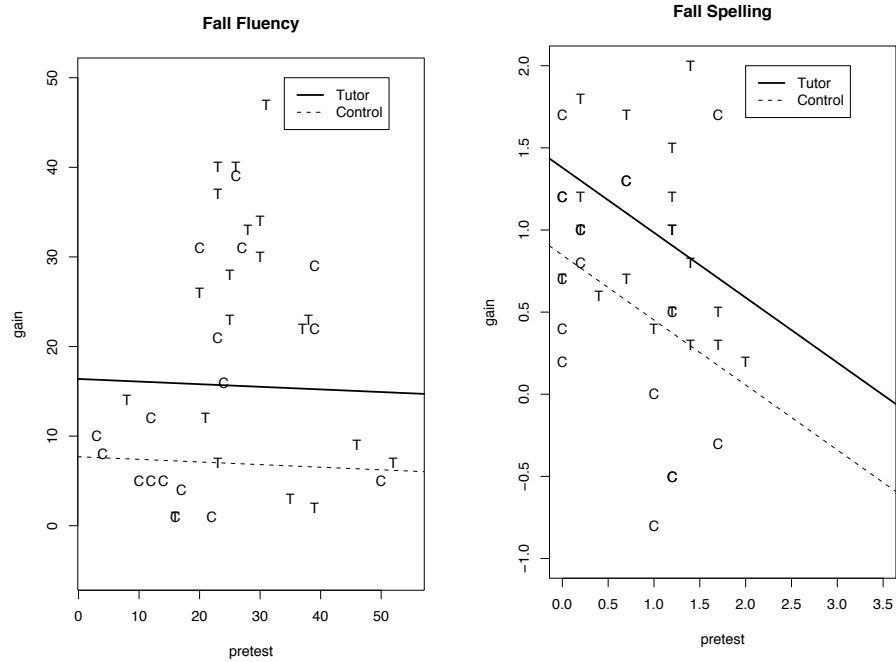 Fall Fluency
50
40
30
20
10
0
gain
Tutor
Control
T
T T
C
T
T
T
C C
T
C
T
T
T T C
C
C
T
C
T
C
C
T
T
T
C C C
C
C
T
T
T C
C
0 10 20 30 40 50
pretest
Fall Spelling
2.0
1.5
1.0
0.5
0.0
−0.5
−1.0
gain
Tutor
Control
T
T
C T C
T
C
C T T
C T
C T
T T T
T
C T T T
C T
T T
C T
C
C
C
C
0.0 0.5 1.0 1.5 2.0 2.5 3.0 3.5
pretest